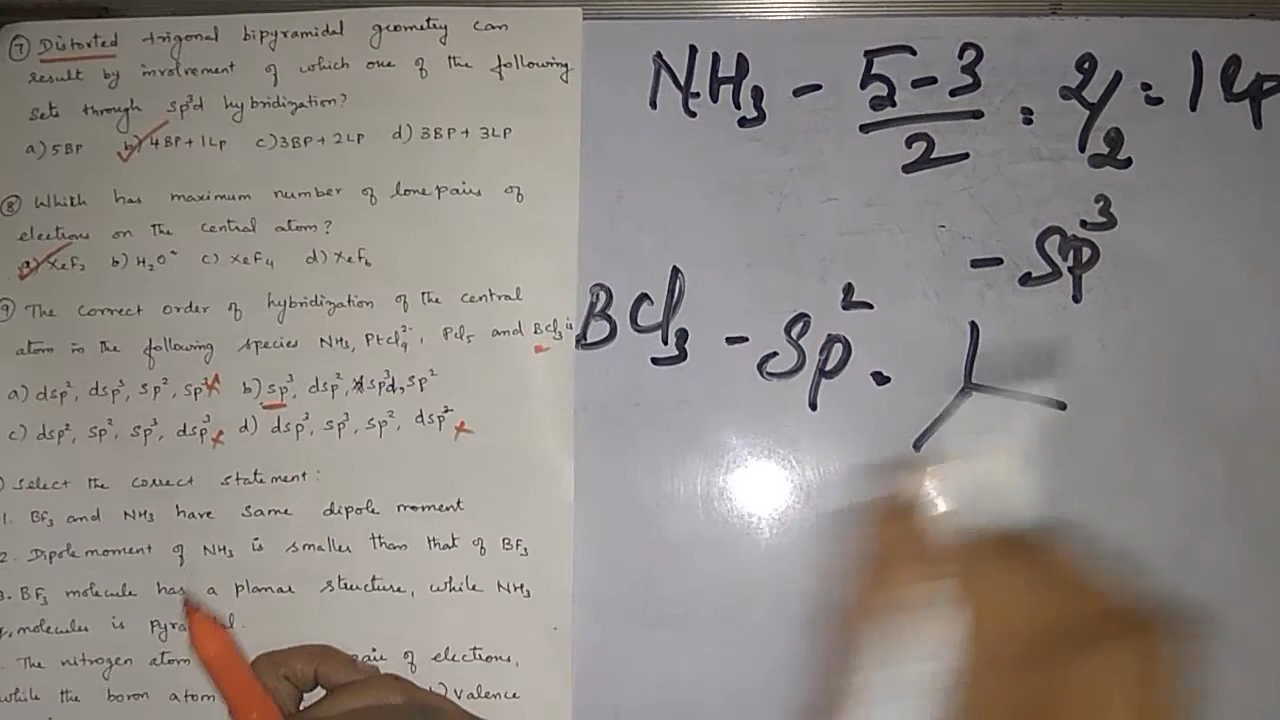 7 Distorted trigonal bipyramidal geometry can
result by involvement of which one of the following
sets through sp³d hybridization?
a) 5BP b) 4BP + 1Lp c) 3BP + 2LP d) 3BP + 3LP
8 Which has maximum number of lone pairs of
electrons on the central atom?
a) XeF₂ b) H₂O c) XeF₄ d) XeF₆
9 The correct order of hybridization of the central
atom in the following species NH₃, PtCl₄²⁻, PCl₅ and BCl₃ is
a) dsp², dsp³, sp², sp³ b) sp³, dsp², sp³d, sp²
c) dsp², sp², sp³, dsp³ d) dsp³, sp³, sp², dsp²
) Select the correct statement:
1. BF₃ and NH₃ have same dipole moment
2. Dipole moment of NH₃ is smaller than that of BF₃
3. BF₃ molecule has a planar structure, while NH₃
molecules is
The nitrogen atom of electrons,
while the boron atom valence
NH₃ - 5-3/2 = 2/2 = 1 lp
- Sp³
BCl₃ - Sp².